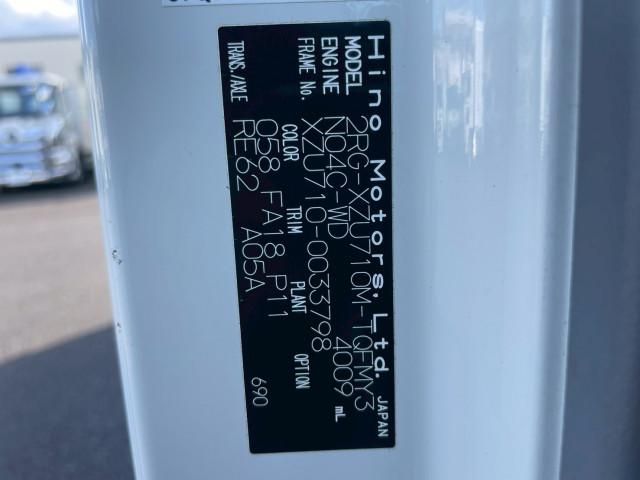 Hino Motors, Ltd. JAPAN
MODEL 2RG-XZU710M-TQFMY3
ENGINE N04C-WD 4009 mL
FRAME No. XZU710-0033798
COLOR TRIM PLANT OPTION
058 FA18 P11
TRANS./AXLE RE62 A05A
690